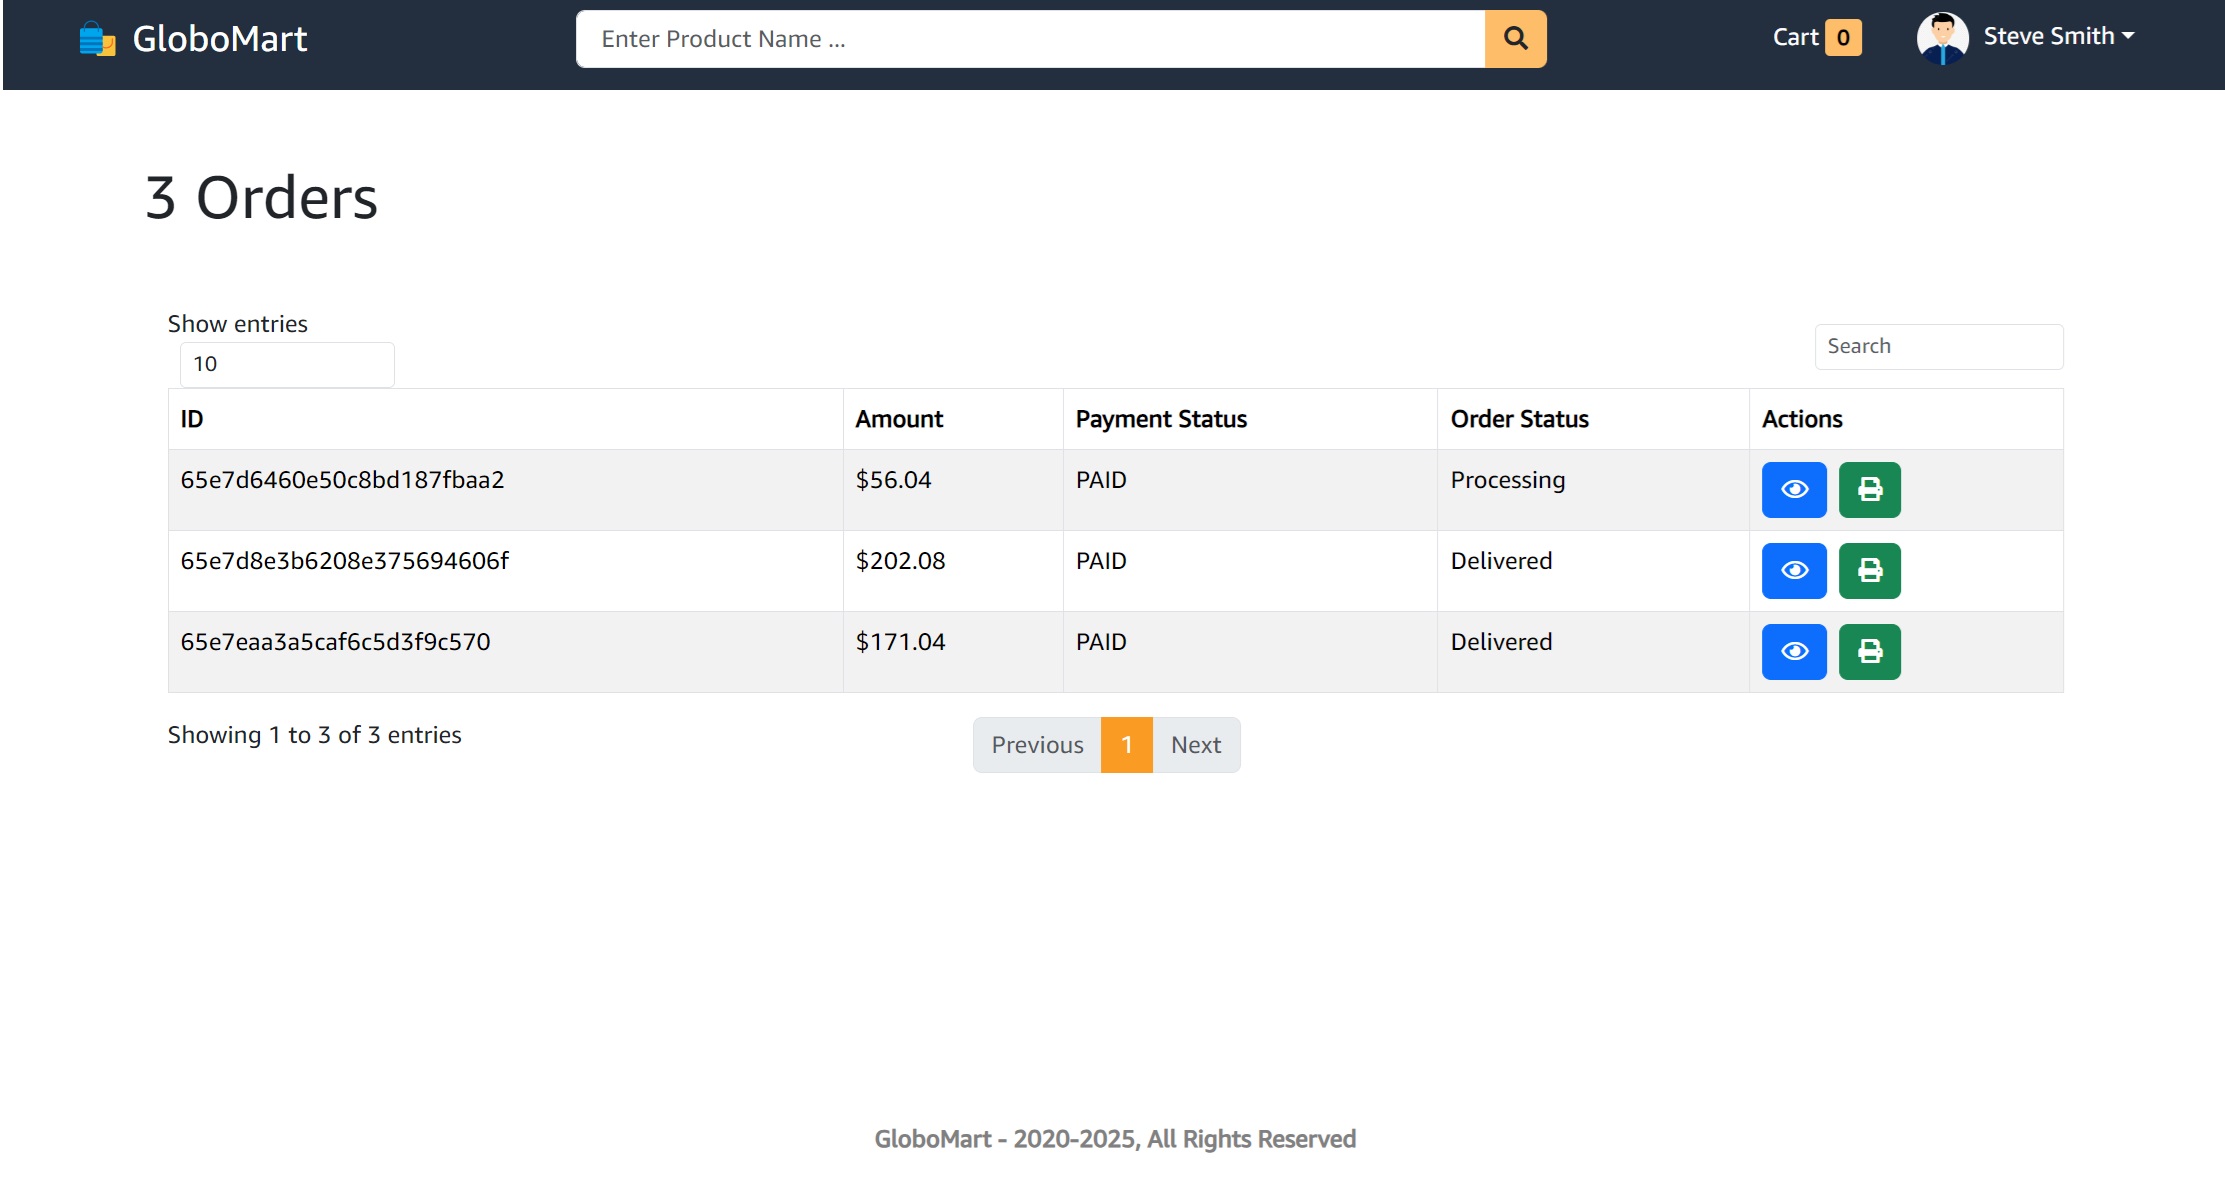 GloboMart
Enter Product Name ...
Cart 0
Steve Smith
3 Orders
Show entries
10
Search
ID Amount Payment Status Order Status Actions
65e7d6460e50c8bd187fbaa2 $56.04 PAID Processing
65e7d8e3b6208e375694606f $202.08 PAID Delivered
65e7eaa3a5caf6c5d3f9c570 $171.04 PAID Delivered
Showing 1 to 3 of 3 entries
Previous 1 Next
GloboMart - 2020-2025, All Rights Reserved